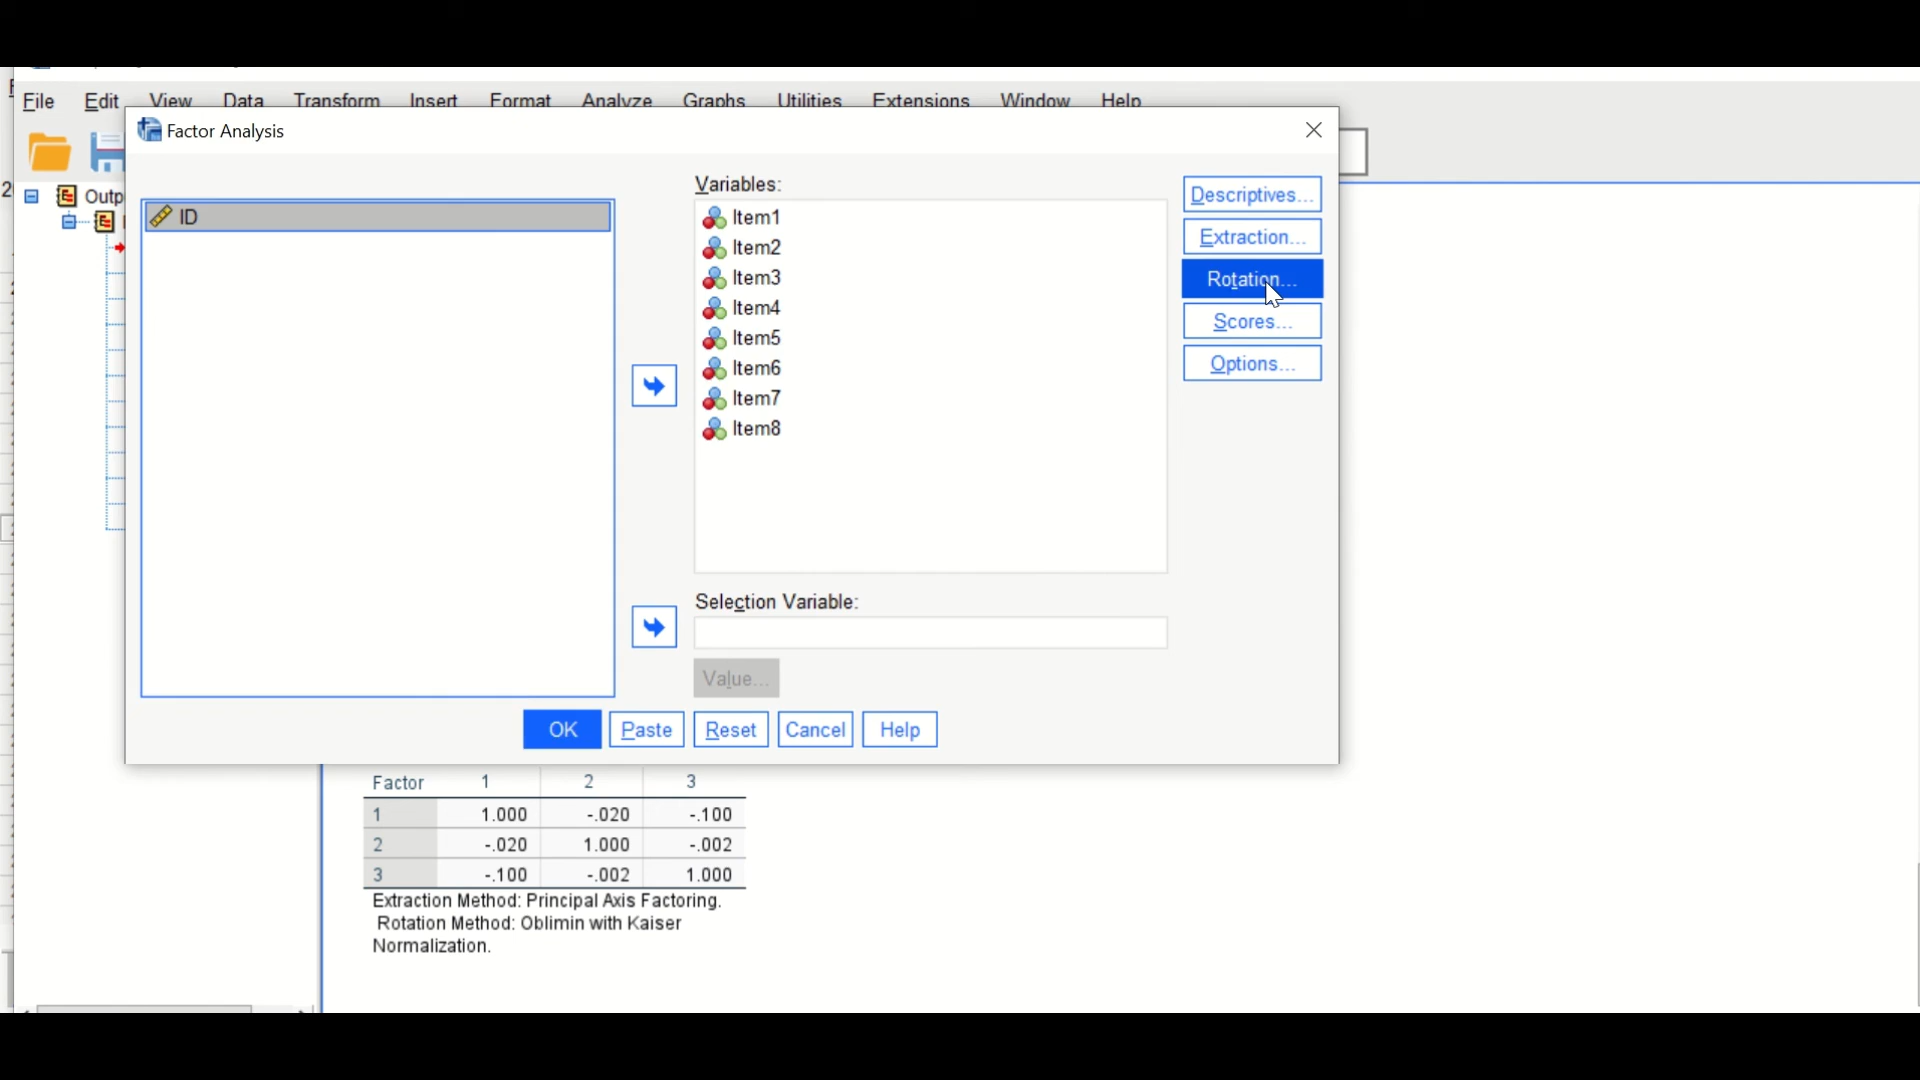 File Edit View Data Transform Insert Format Analyze Graphs Utilities Extensions Window Help
Factor Analysis
Outp
ID
Variables:
Item1
Item2
Item3
Item4
Item5
Item6
Item7
Item8
Descriptives...
Extraction...
Rotation...
Scores...
Options...
Selection Variable:
Value...
OK Paste Reset Cancel Help
Factor 1 2 3
1 1.000 -.020 -.100
2 -.020 1.000 -.002
3 -.100 -.002 1.000
Extraction Method: Principal Axis Factoring.
Rotation Method: Oblimin with Kaiser
Normalization.